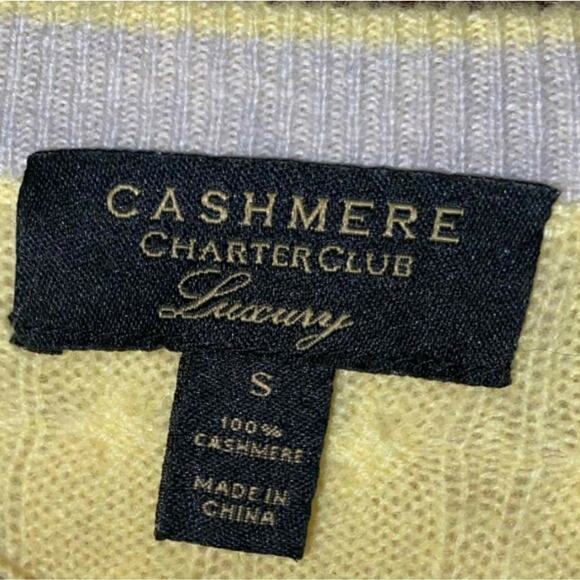 CASHMERE
CHARTER CLUB
Luxury
S
100%
CASHMERE
MADE IN
CHINA